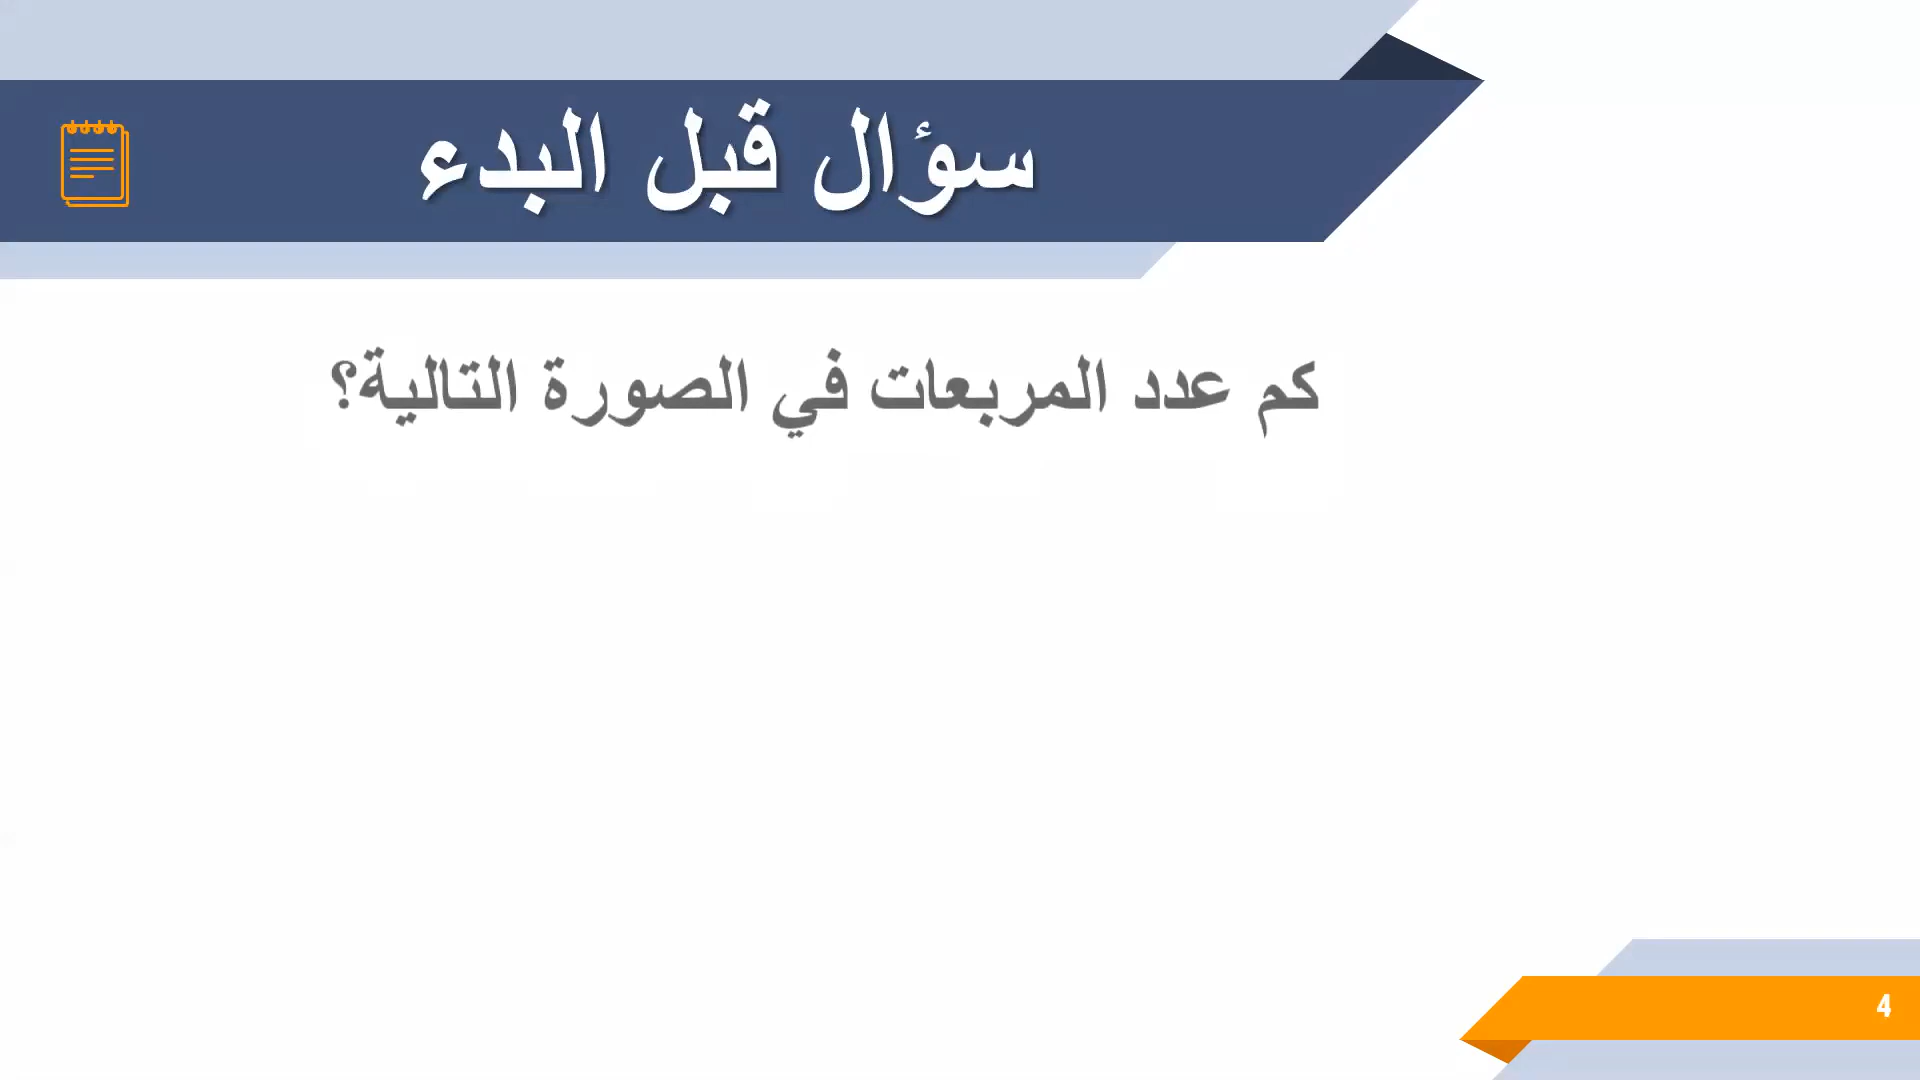 سؤال قبل البدء
كم عدد المربعات في الصورة التالية؟
4